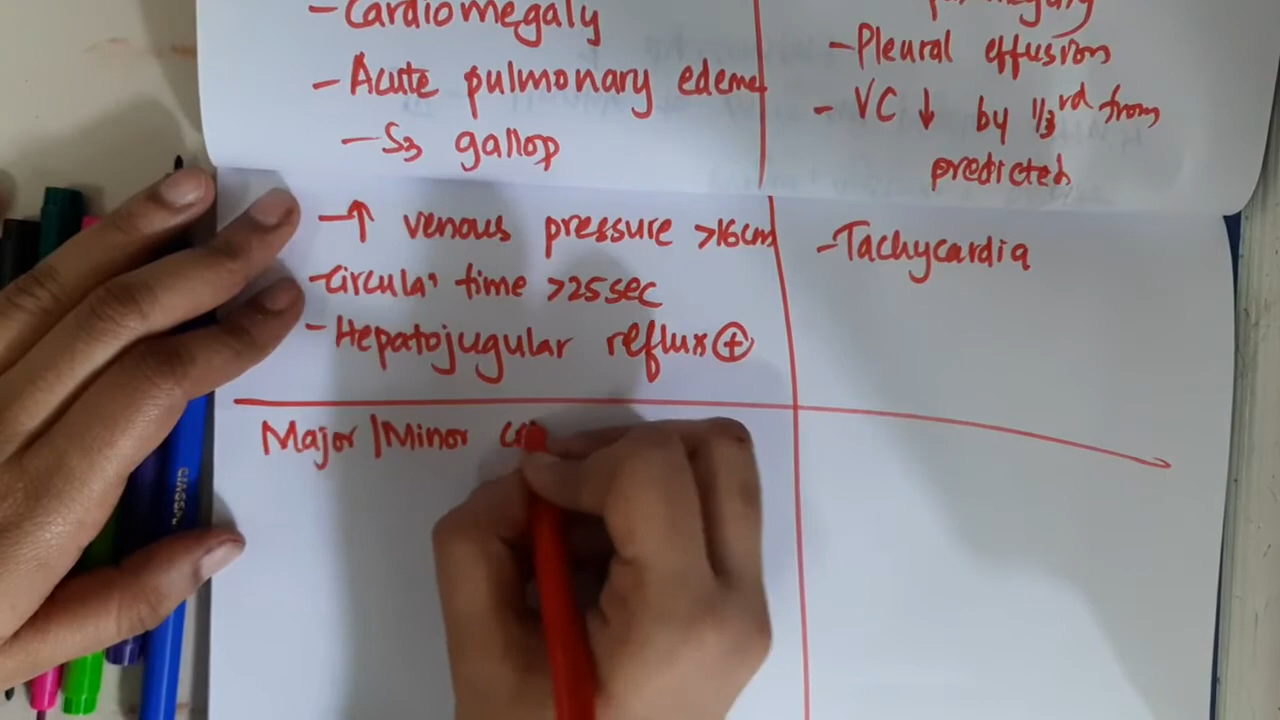 -Cardiomegaly
-Acute pulmonary edema
-S3 gallop
-↑ venous pressure >16cm
-Circula' time >25sec
-Hepatojugular reflux⊕
-Pleural effusion
-VC ↓ by 1/3rd from
predicted
-Tachycardia
Major/Minor